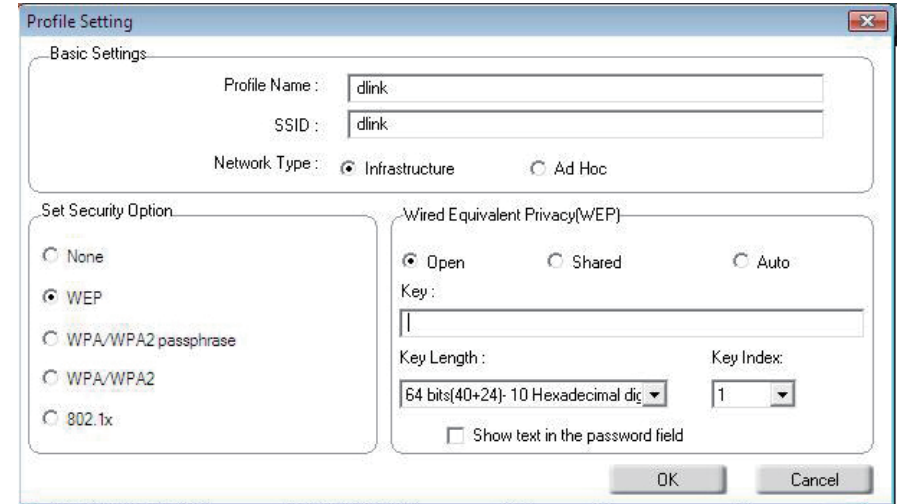 Profile Setting
Basic Settings
Profile Name : dlink
SSID : dlink
Network Type : Infrastructure Ad Hoc
Set Security Option
None
WEP
WPA/WPA2 passphrase
WPA/WPA2
802.1x
Wired Equivalent Privacy(WEP)
Open Shared Auto
Key :
Key Length : Key Index:
64 bits(40+24)- 10 Hexadecimal dig 1
Show text in the password field
OK Cancel